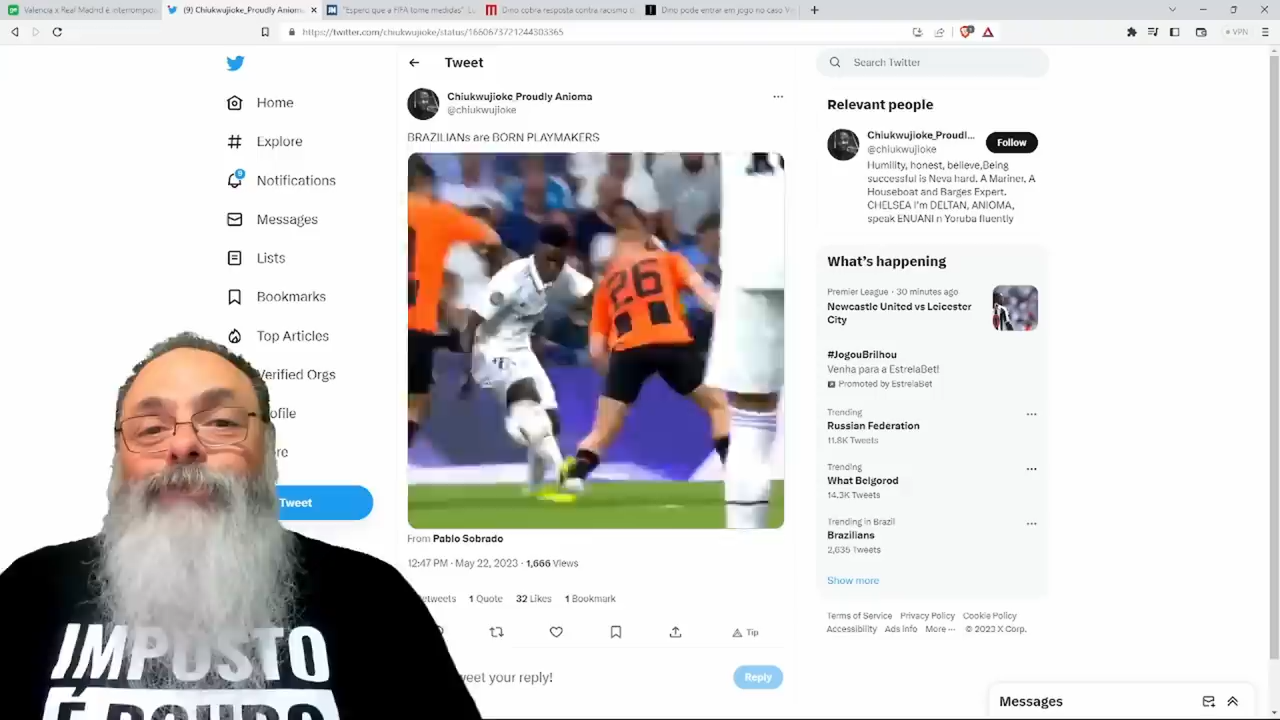 Valencia x Real Madrid é interrompi
(9) Chiukwujioke_Proudly Anioma
"Espero que a FIFA tome medidas"
Dino cobra resposta contra racismo
Dino pode entrar em jogo no caso
https://twitter.com/chiukwujioke/status/1660673721244303365
VPN
Home
Explore
9
Notifications
Messages
Lists
Bookmarks
Top Articles
Verified Orgs
ofile
re
Tweet
Tweet
Chiukwujioke Proudly Anioma
@chiukwujioke
BRAZILIANs are BORN PLAYMAKERS
26
From Pablo Sobrado
12:47 PM · May 22, 2023 · 1,666 Views
etweets 1 Quote 32 Likes 1 Bookmark
Tip
weet your reply!
Reply
Search Twitter
Relevant people
Chiukwujioke_Proudl...
@chiukwujioke
Follow
Humility, honest, believe,Being
successful is Neva hard. A Mariner, A
Houseboat and Barges Expert.
CHELSEA I'm DELTAN, ANIOMA,
speak ENUANI n Yoruba fluently
What's happening
Premier League · 30 minutes ago
Newcastle United vs Leicester
City
#JogouBrilhou
Venha para a EstrelaBet!
Promoted by EstrelaBet
Trending
Russian Federation
11.8K Tweets
Trending
What Belgorod
14.3K Tweets
Trending in Brazil
Brazilians
2,635 Tweets
Show more
Terms of Service Privacy Policy Cookie Policy
Accessibility Ads info More ··· © 2023 X Corp.
Messages
IMPOSTO
É ROUBO